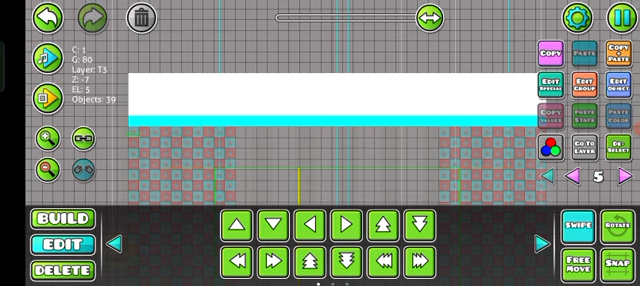 C: 1
G: 80
Layer: T3
Z: -7
EL: 5
Objects: 39
COPY
PASTE
COPY + PASTE
EDIT SPECIAL
EDIT GROUP
EDIT OBJECT
COPY VALUES
PASTE STATE
PASTE COLOR
GO TO LAYER
DE-SELECT
5
BUILD
EDIT
DELETE
SWIPE
ROTATE
FREE MOVE
SNAP